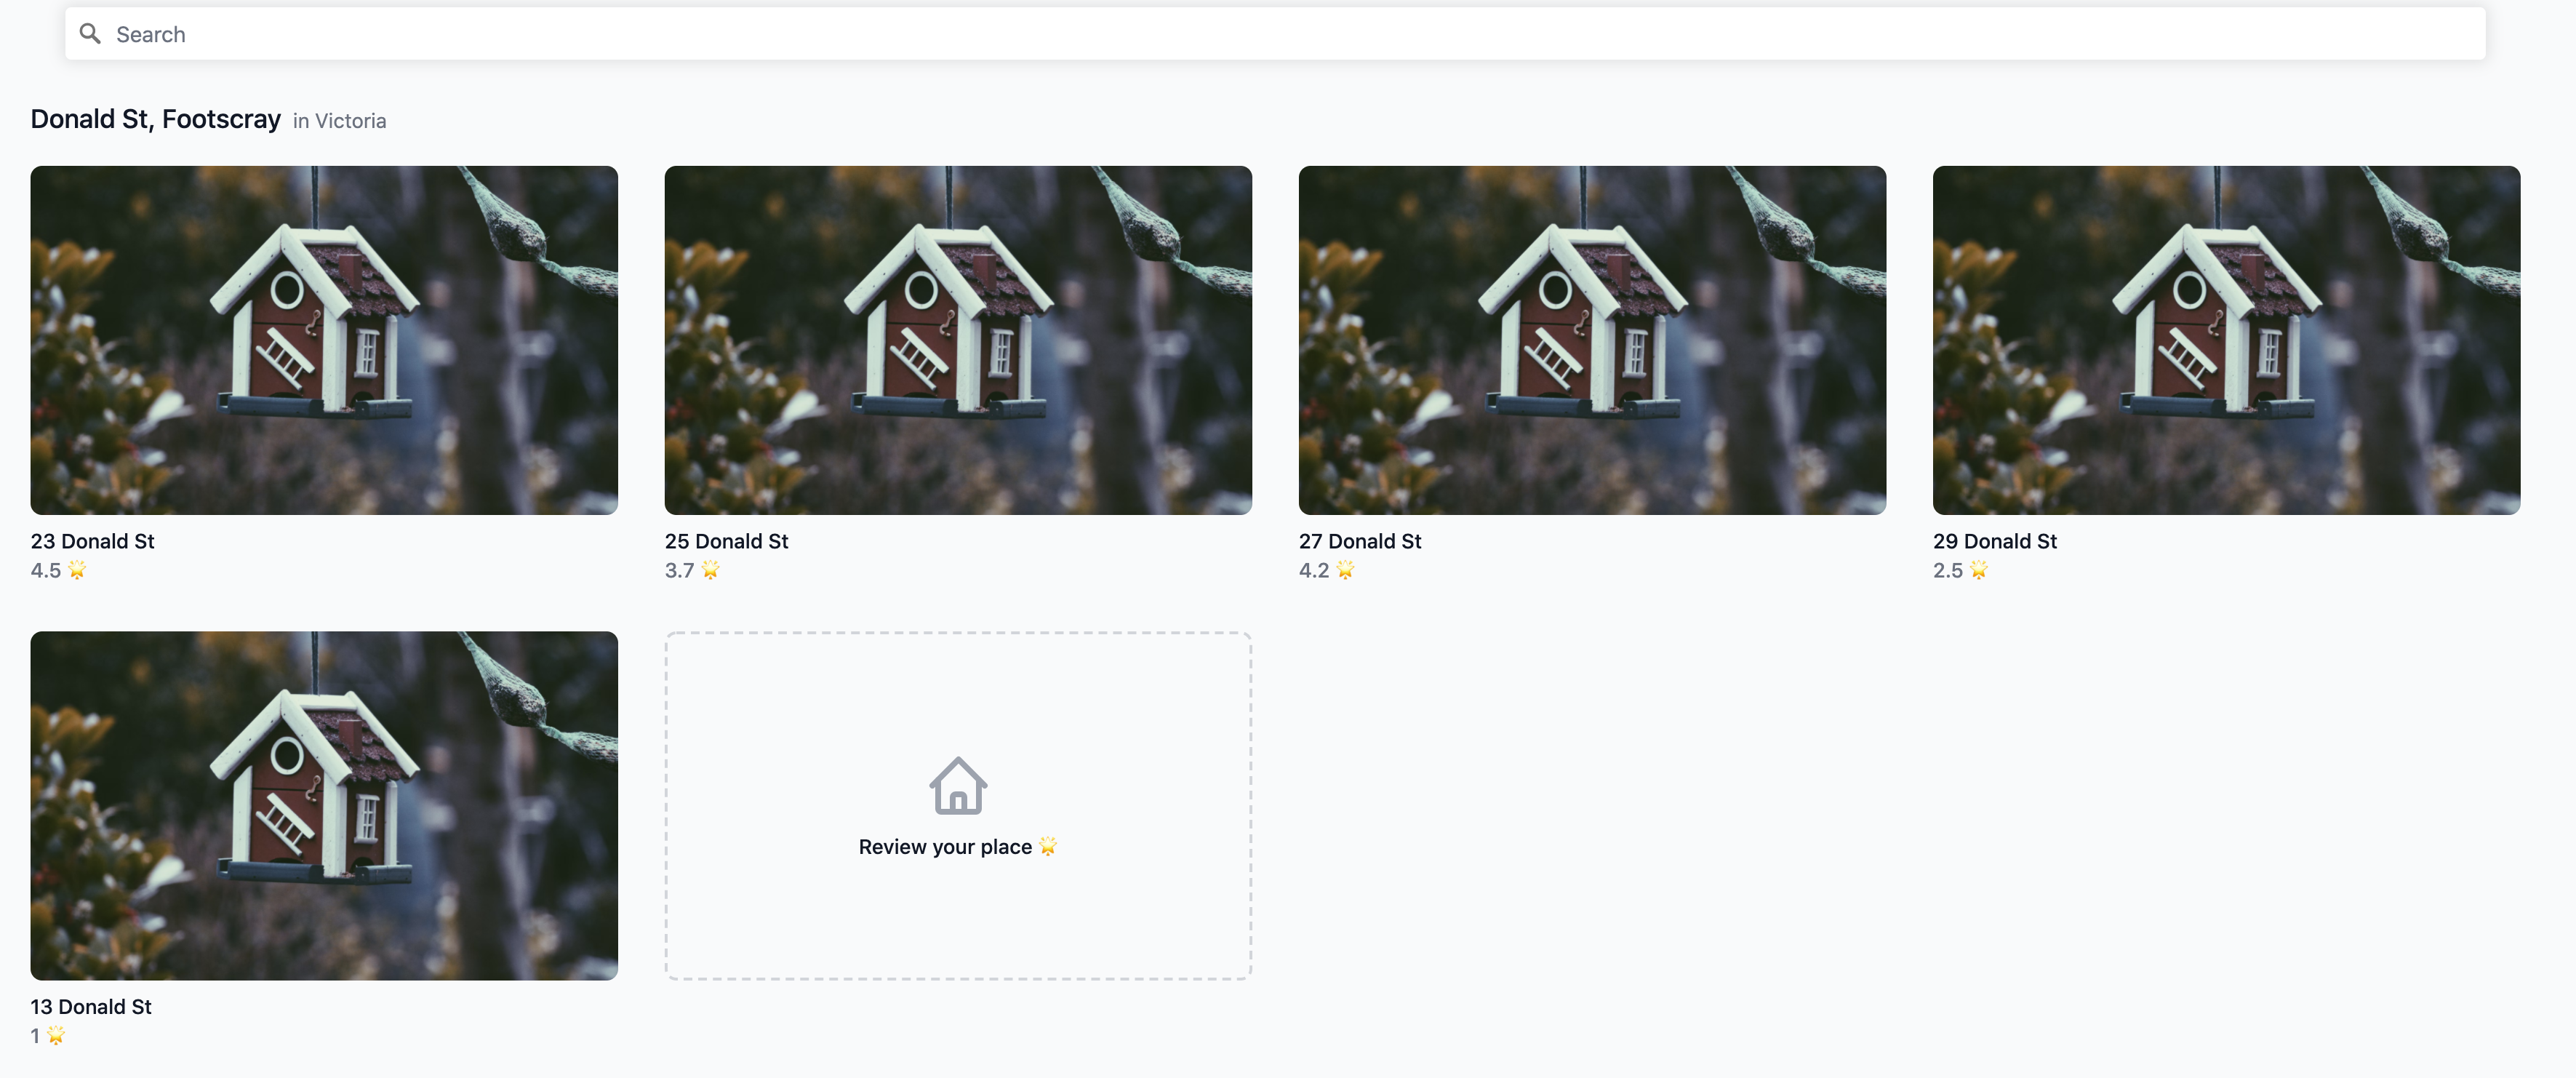 Search
Donald St, Footscray in Victoria
23 Donald St
4.5 🌟
25 Donald St
3.7 🌟
27 Donald St
4.2 🌟
29 Donald St
2.5 🌟
13 Donald St
1 🌟
Review your place 🌟